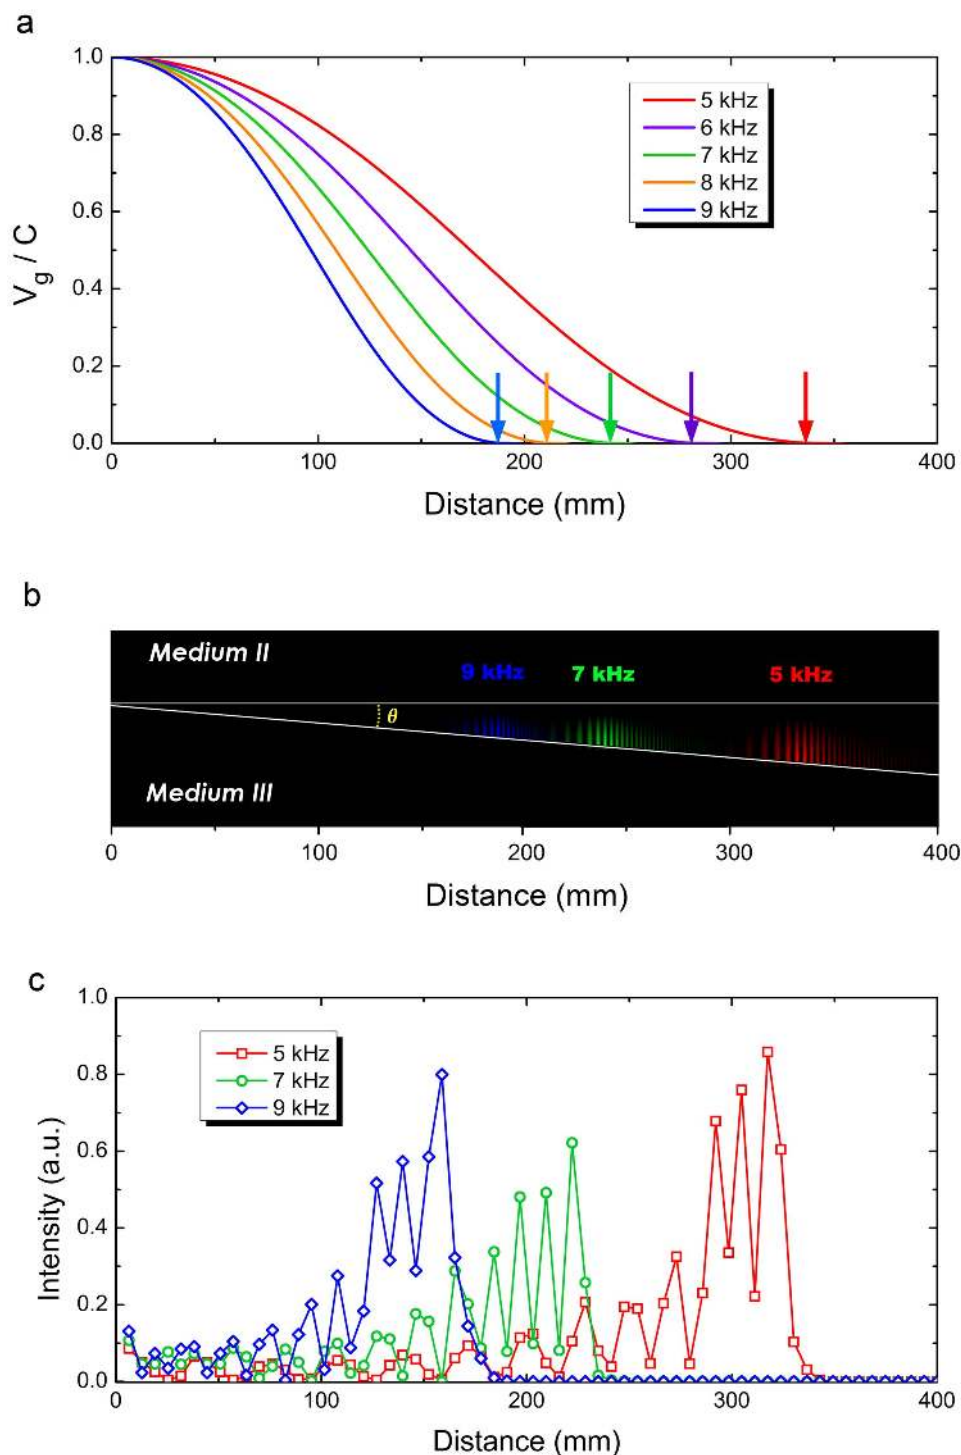 a
1.0
0.8
0.6
0.4
0.2
0.0
V_g / C
5 kHz
6 kHz
7 kHz
8 kHz
9 kHz
0 100 200 300 400
Distance (mm)
b
Medium II
9 kHz 7 kHz 5 kHz
θ
Medium III
0 100 200 300 400
Distance (mm)
c
1.0
0.8
0.6
0.4
0.2
0.0
Intensity (a.u.)
5 kHz
7 kHz
9 kHz
0 100 200 300 400
Distance (mm)